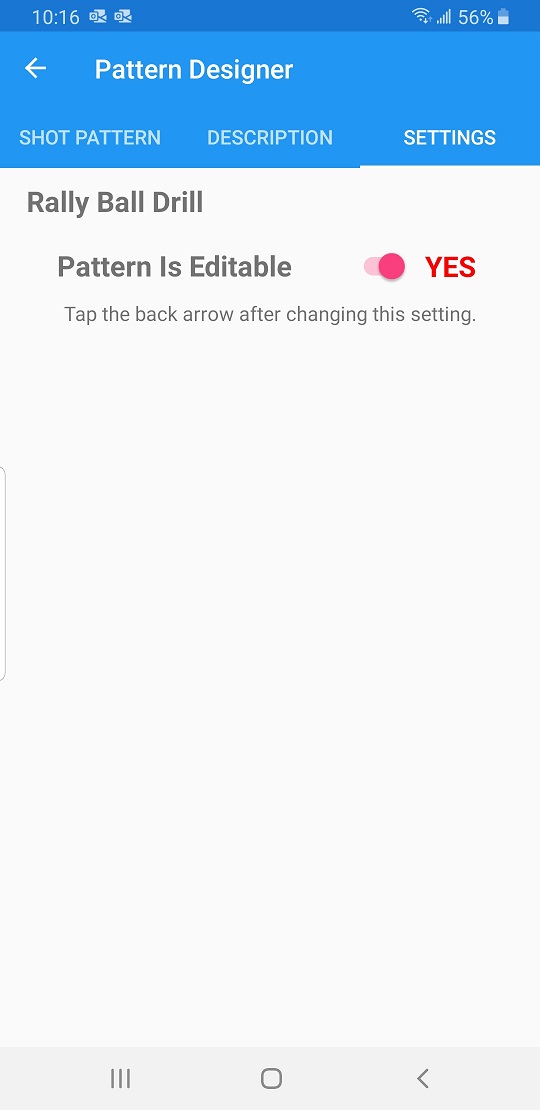 10:16 56%
Pattern Designer
SHOT PATTERN DESCRIPTION SETTINGS
Rally Ball Drill
Pattern Is Editable YES
Tap the back arrow after changing this setting.